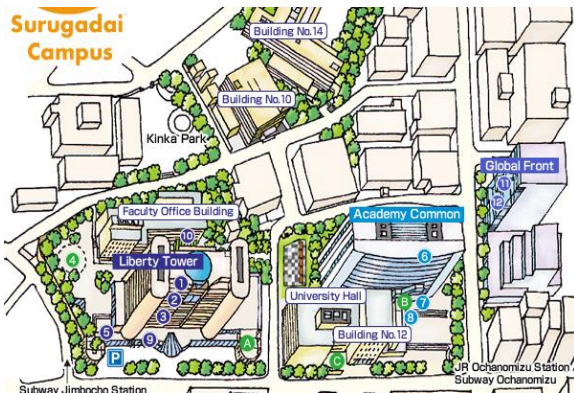 Surugadai
Campus
Building No.14
Building No.10
Kinka Park
Global Front
11
12
Faculty Office Building
Academy Common
10
6
4
Liberty Tower
1
2
3
University Hall
B
7
8
5
9
A
Building No.12
P
C
JR Ochanomizu Station
Subway Ochanomizu
Subway Jimbocho Station